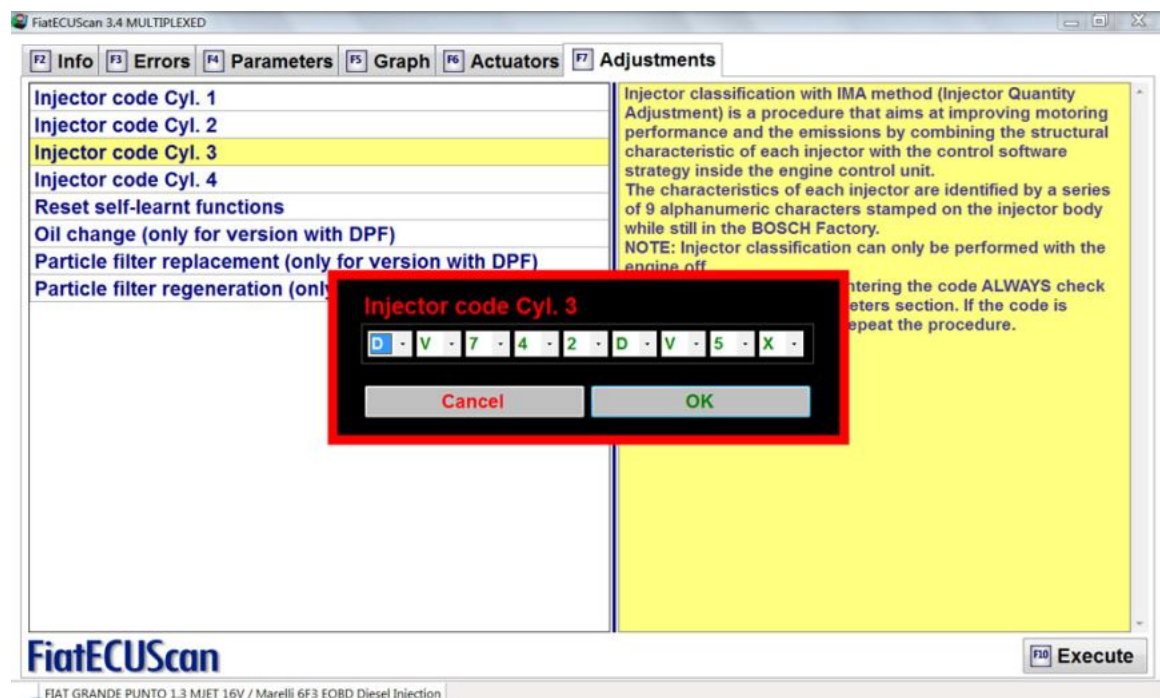 FiatECUScan 3.4 MULTIPLEXED
F2 Info F3 Errors F4 Parameters F5 Graph F6 Actuators F7 Adjustments
Injector code Cyl. 1
Injector code Cyl. 2
Injector code Cyl. 3
Injector code Cyl. 4
Reset self-learnt functions
Oil change (only for version with DPF)
Particle filter replacement (only for version with DPF)
Particle filter regeneration (only
Injector classification with IMA method (Injector Quantity
Adjustment) is a procedure that aims at improving motoring
performance and the emissions by combining the structural
characteristic of each injector with the control software
strategy inside the engine control unit.
The characteristics of each injector are identified by a series
of 9 alphanumeric characters stamped on the injector body
while still in the BOSCH Factory.
NOTE: Injector classification can only be performed with the
engine off
ntering the code ALWAYS check
eters section. If the code is
epeat the procedure.
Injector code Cyl. 3
D V 7 4 2 D V 5 X
Cancel OK
FiatECUScan
F10 Execute
FIAT GRANDE PUNTO 1.3 MJET 16V / Marelli 6F3 EOBD Diesel Injection